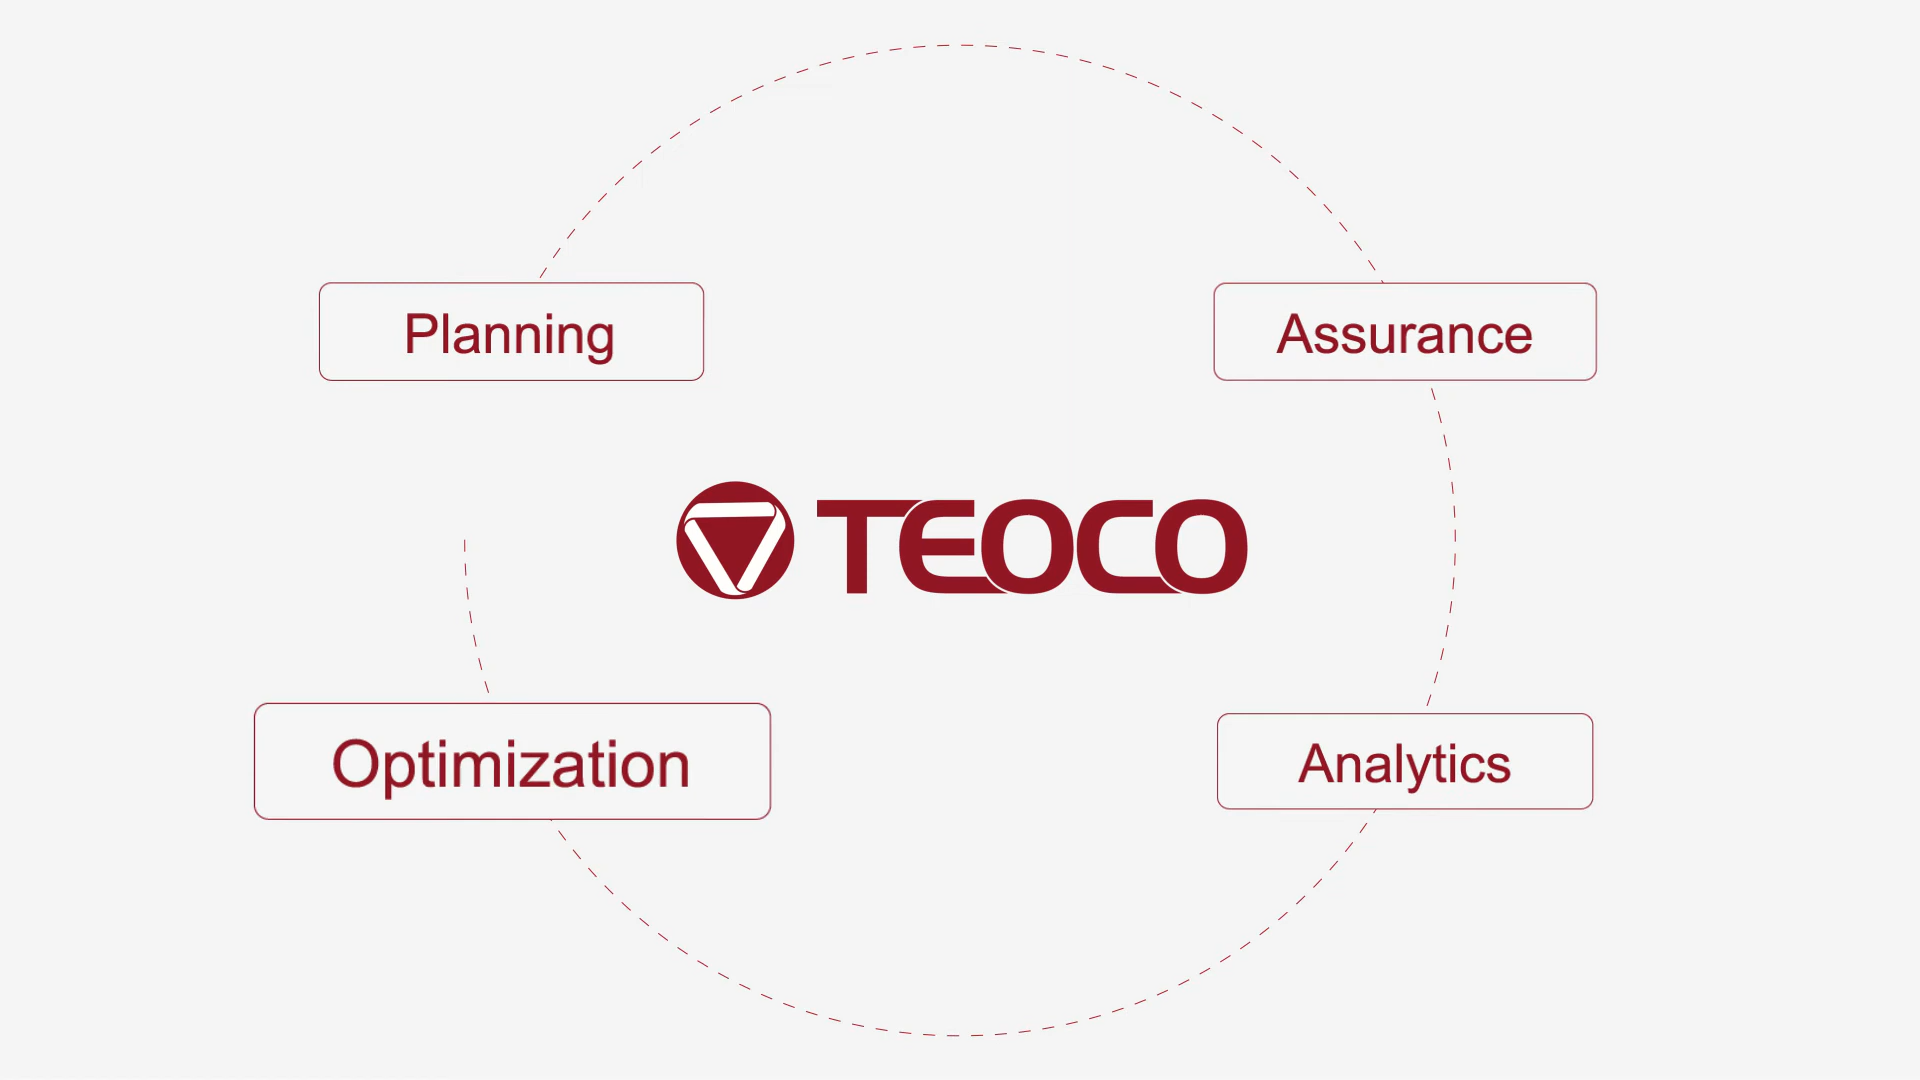 Planning
Assurance
TEOCO
Optimization
Analytics